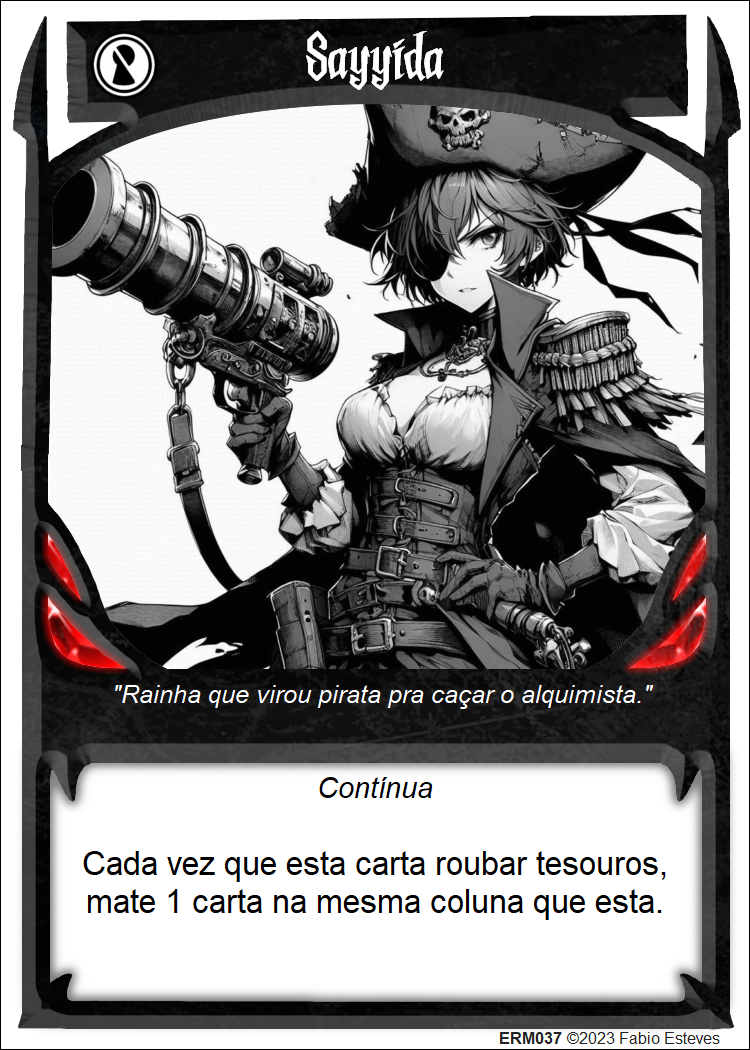 Sayyida
"Rainha que virou pirata pra caçar o alquimista."
Contínua
Cada vez que esta carta roubar tesouros,
mate 1 carta na mesma coluna que esta.
ERM037 ©2023 Fabio Esteves